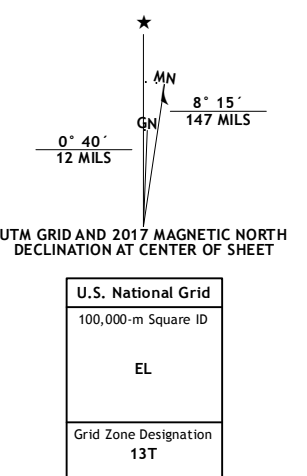 ★
MN
GN
8° 15´
147 MILS
0° 40´
12 MILS
UTM GRID AND 2017 MAGNETIC NORTH
DECLINATION AT CENTER OF SHEET
U.S. National Grid
100,000-m Square ID
EL
Grid Zone Designation
13T